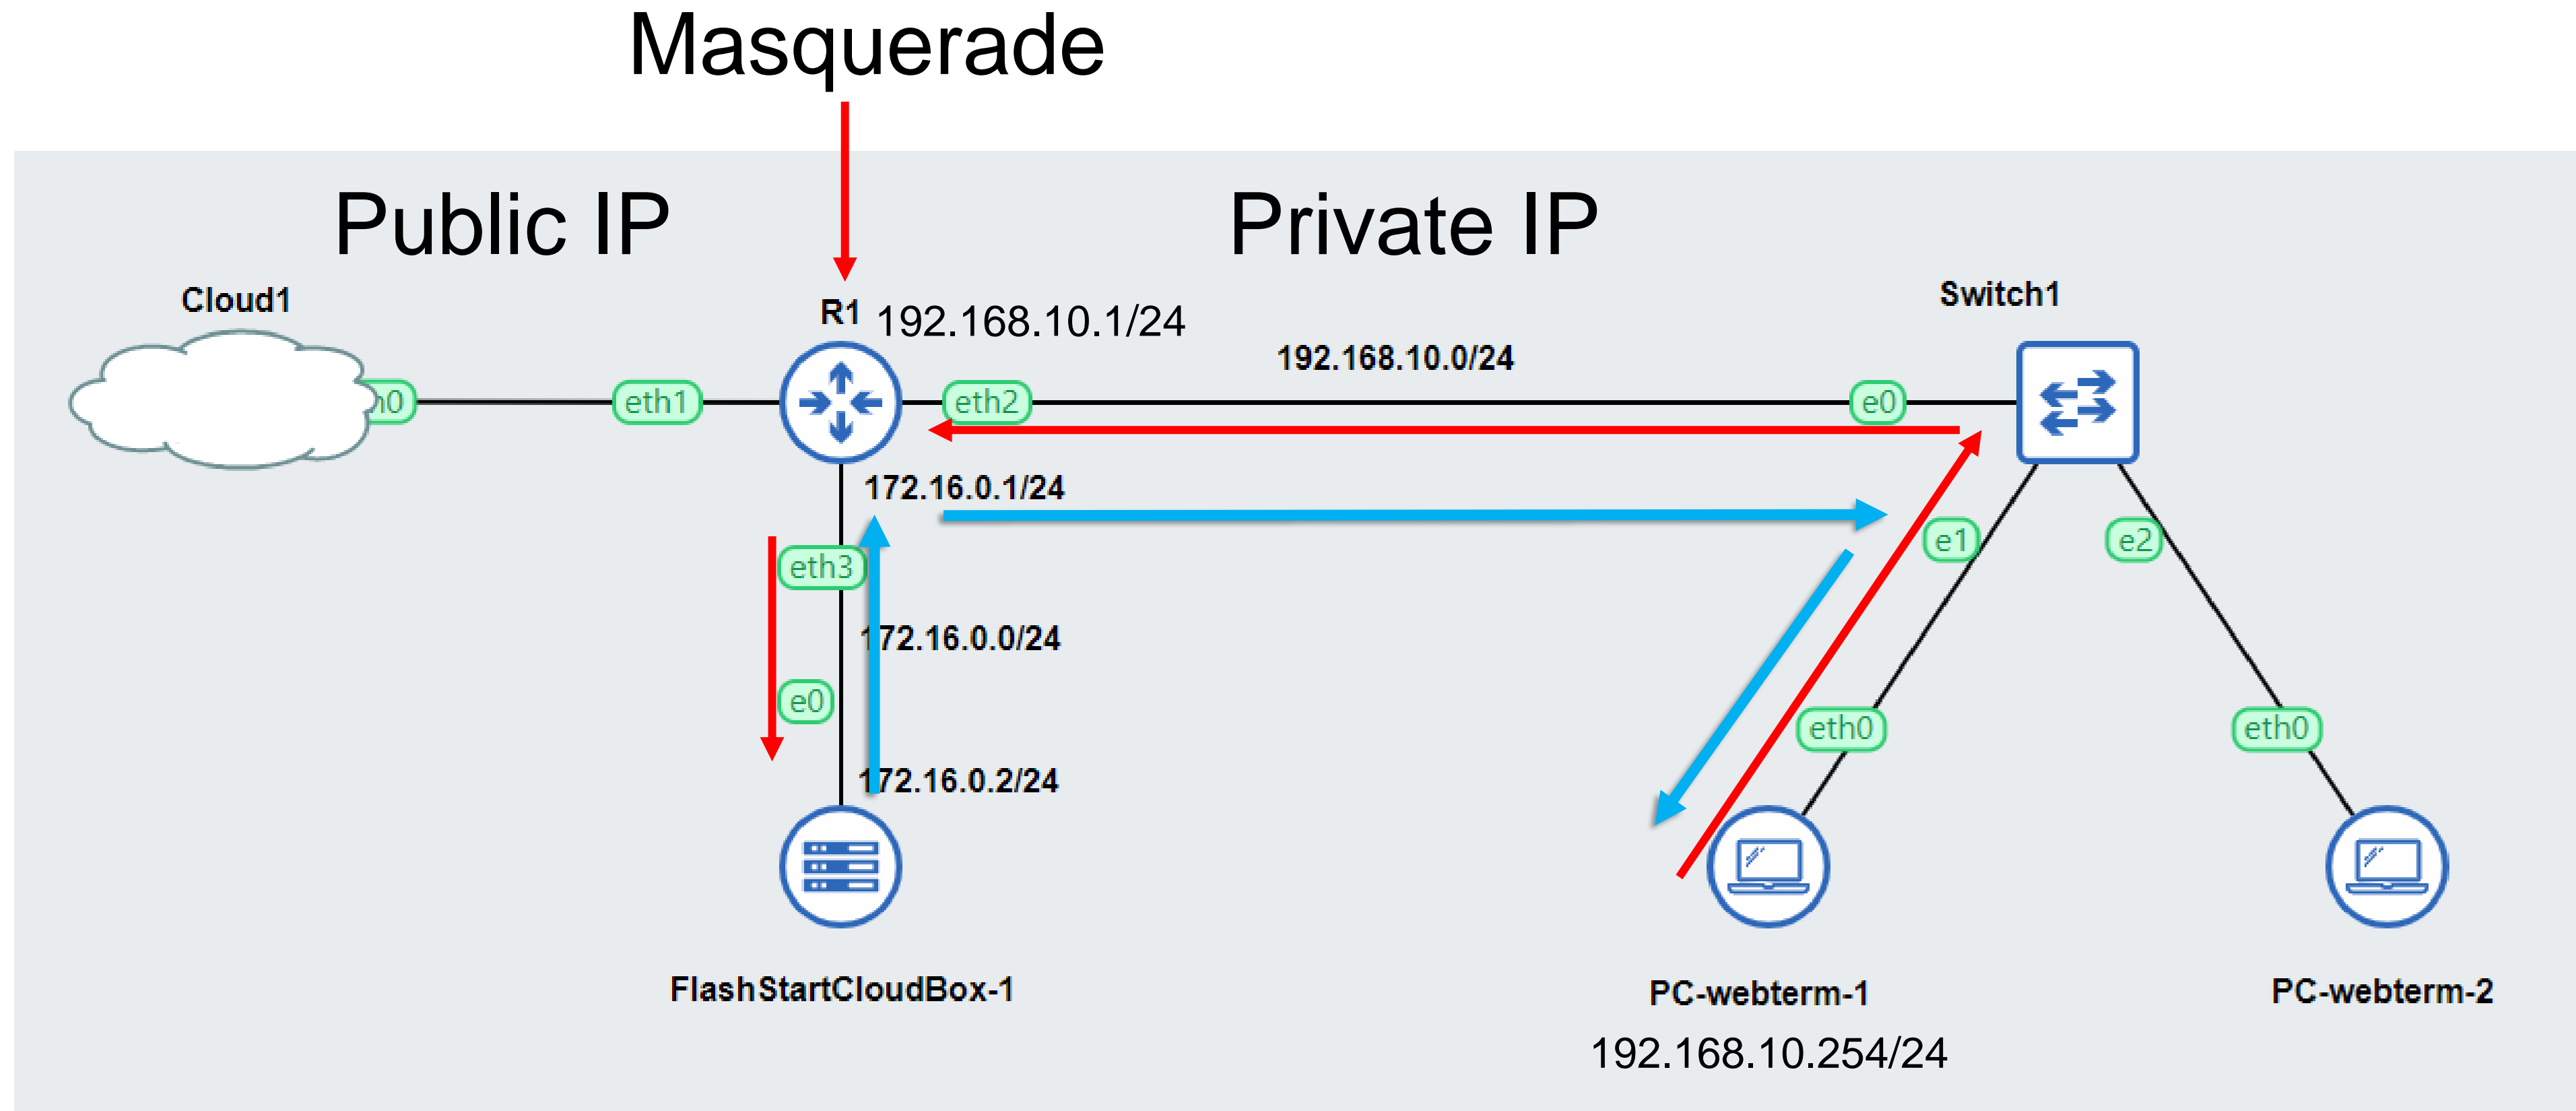 Masquerade
Public IP
Private IP
Cloud1
R1
192.168.10.1/24
Switch1
192.168.10.0/24
eth1
eth2
e0
172.16.0.1/24
eth3
e1
e2
172.16.0.0/24
e0
eth0
eth0
172.16.0.2/24
FlashStartCloudBox-1
PC-webterm-1
PC-webterm-2
192.168.10.254/24